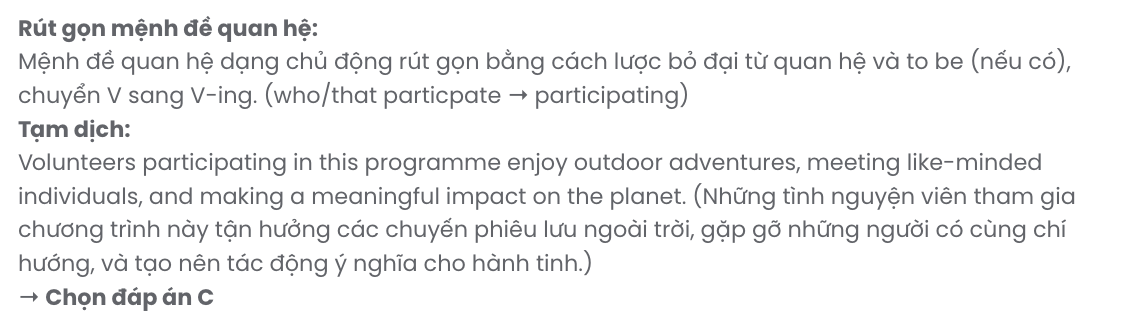 Rút gọn mệnh đề quan hệ:
Mệnh đề quan hệ dạng chủ động rút gọn bằng cách lược bỏ đại từ quan hệ và to be (nếu có),
chuyển V sang V-ing. (who/that particpate → participating)
Tạm dịch:
Volunteers participating in this programme enjoy outdoor adventures, meeting like-minded
individuals, and making a meaningful impact on the planet. (Những tình nguyện viên tham gia
chương trình này tận hưởng các chuyến phiêu lưu ngoài trời, gặp gỡ những người có cùng chí
hướng, và tạo nên tác động ý nghĩa cho hành tinh.)
→ Chọn đáp án C